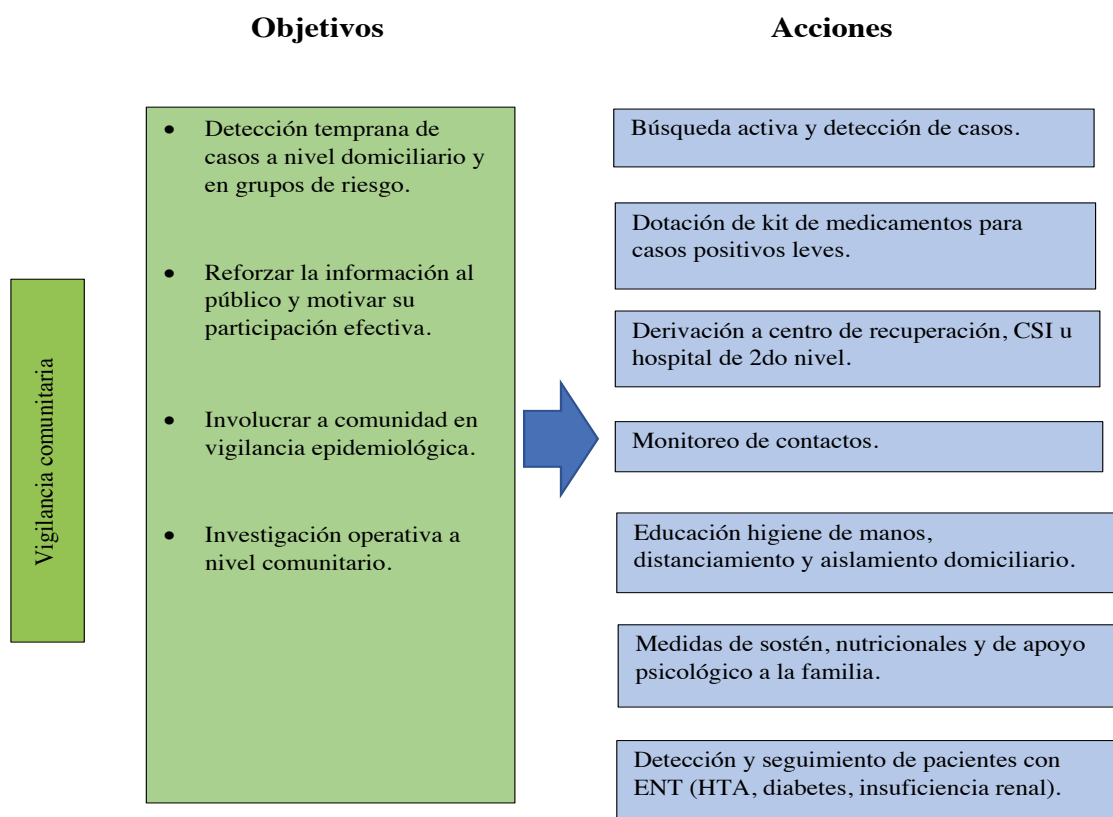 Objetivos
Acciones
Vigilancia comunitaria
• Detección temprana de
casos a nivel domiciliario y
en grupos de riesgo.
• Reforzar la información al
público y motivar su
participación efectiva.
• Involucrar a comunidad en
vigilancia epidemiológica.
• Investigación operativa a
nivel comunitario.
Búsqueda activa y detección de casos.
Dotación de kit de medicamentos para
casos positivos leves.
Derivación a centro de recuperación, CSI u
hospital de 2do nivel.
Monitoreo de contactos.
Educación higiene de manos,
distanciamiento y aislamiento domiciliario.
Medidas de sostén, nutricionales y de apoyo
psicológico a la familia.
Detección y seguimiento de pacientes con
ENT (HTA, diabetes, insuficiencia renal).